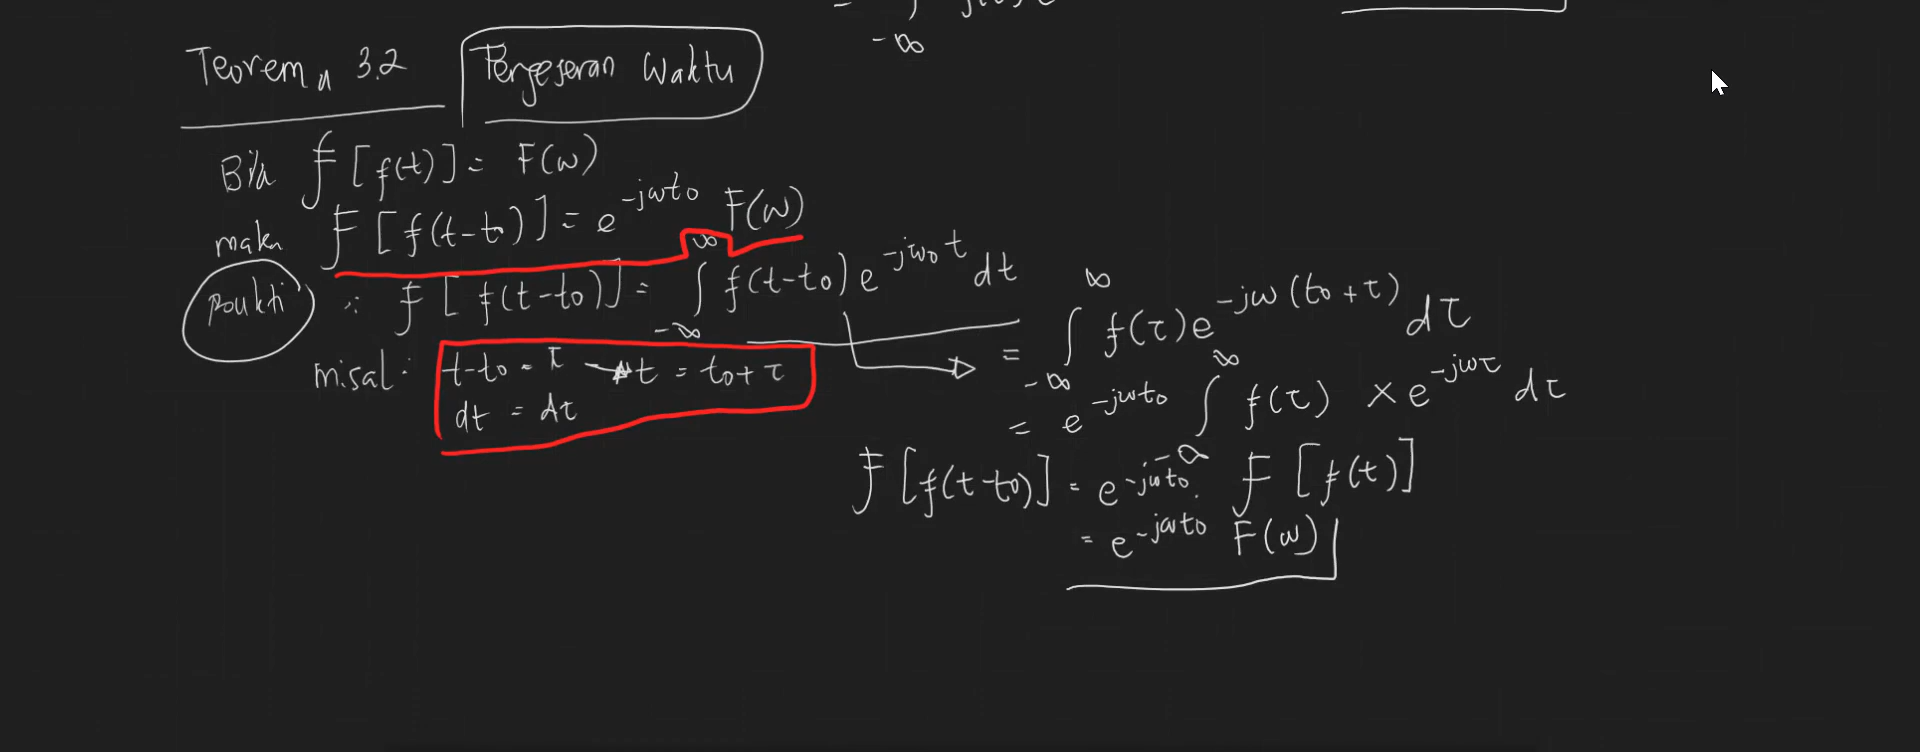 -∞
Teorema 3.2 Pergeseran Waktu
Bila F[f(t)] = F(ω)
maka F[f(t-t₀)] = e^{-jωt₀} F(ω)
Bukti : F[f(t-t₀)] = ∫_{-∞}^{∞} f(t-t₀) e^{-jω₀t} dt
misal : t-t₀ = τ → t = t₀+τ
dt = dτ
= ∫_{-∞}^{∞} f(τ) e^{-jω(t₀+τ)} dτ
= e^{-jωt₀} ∫_{-∞}^{∞} f(τ) × e^{-jωτ} dτ
F[f(t-t₀)] = e^{-jωt₀}. F[f(t)]
= e^{-jωt₀} F(ω)